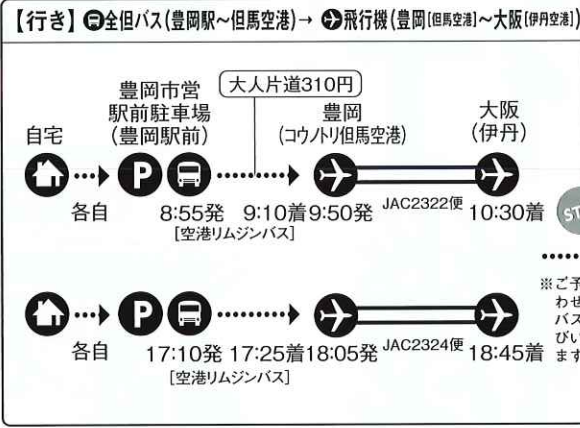 【行き】全但バス(豊岡駅～但馬空港)→ 飛行機(豊岡[但馬空港]～大阪[伊丹空港])
大人片道310円
自宅
豊岡市営
駅前駐車場
(豊岡駅前)
豊岡
(コウノトリ但馬空港)
大阪
(伊丹)
P
各自
8:55発 9:10着 9:50発 JAC2322便 10:30着
[空港リムジンバス]
ST
※ご予
わせ
バス
びい
ます
P
各自
17:10発 17:25着 18:05発 JAC2324便 18:45着
[空港リムジンバス]